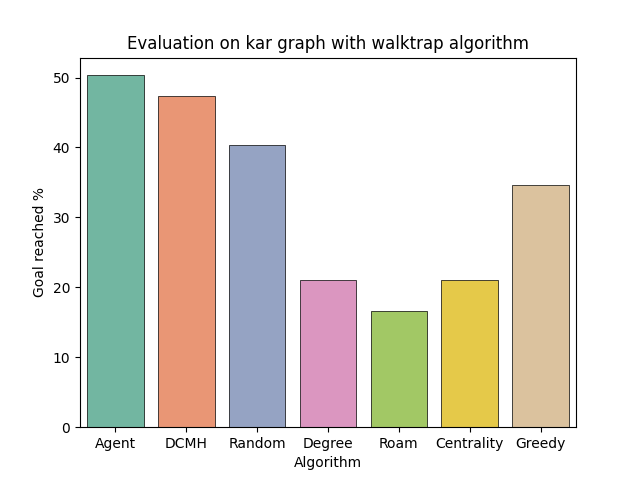 Evaluation on kar graph with walktrap algorithm
Goal reached %
50
40
30
20
10
0
Agent DCMH Random Degree Roam Centrality Greedy
Algorithm